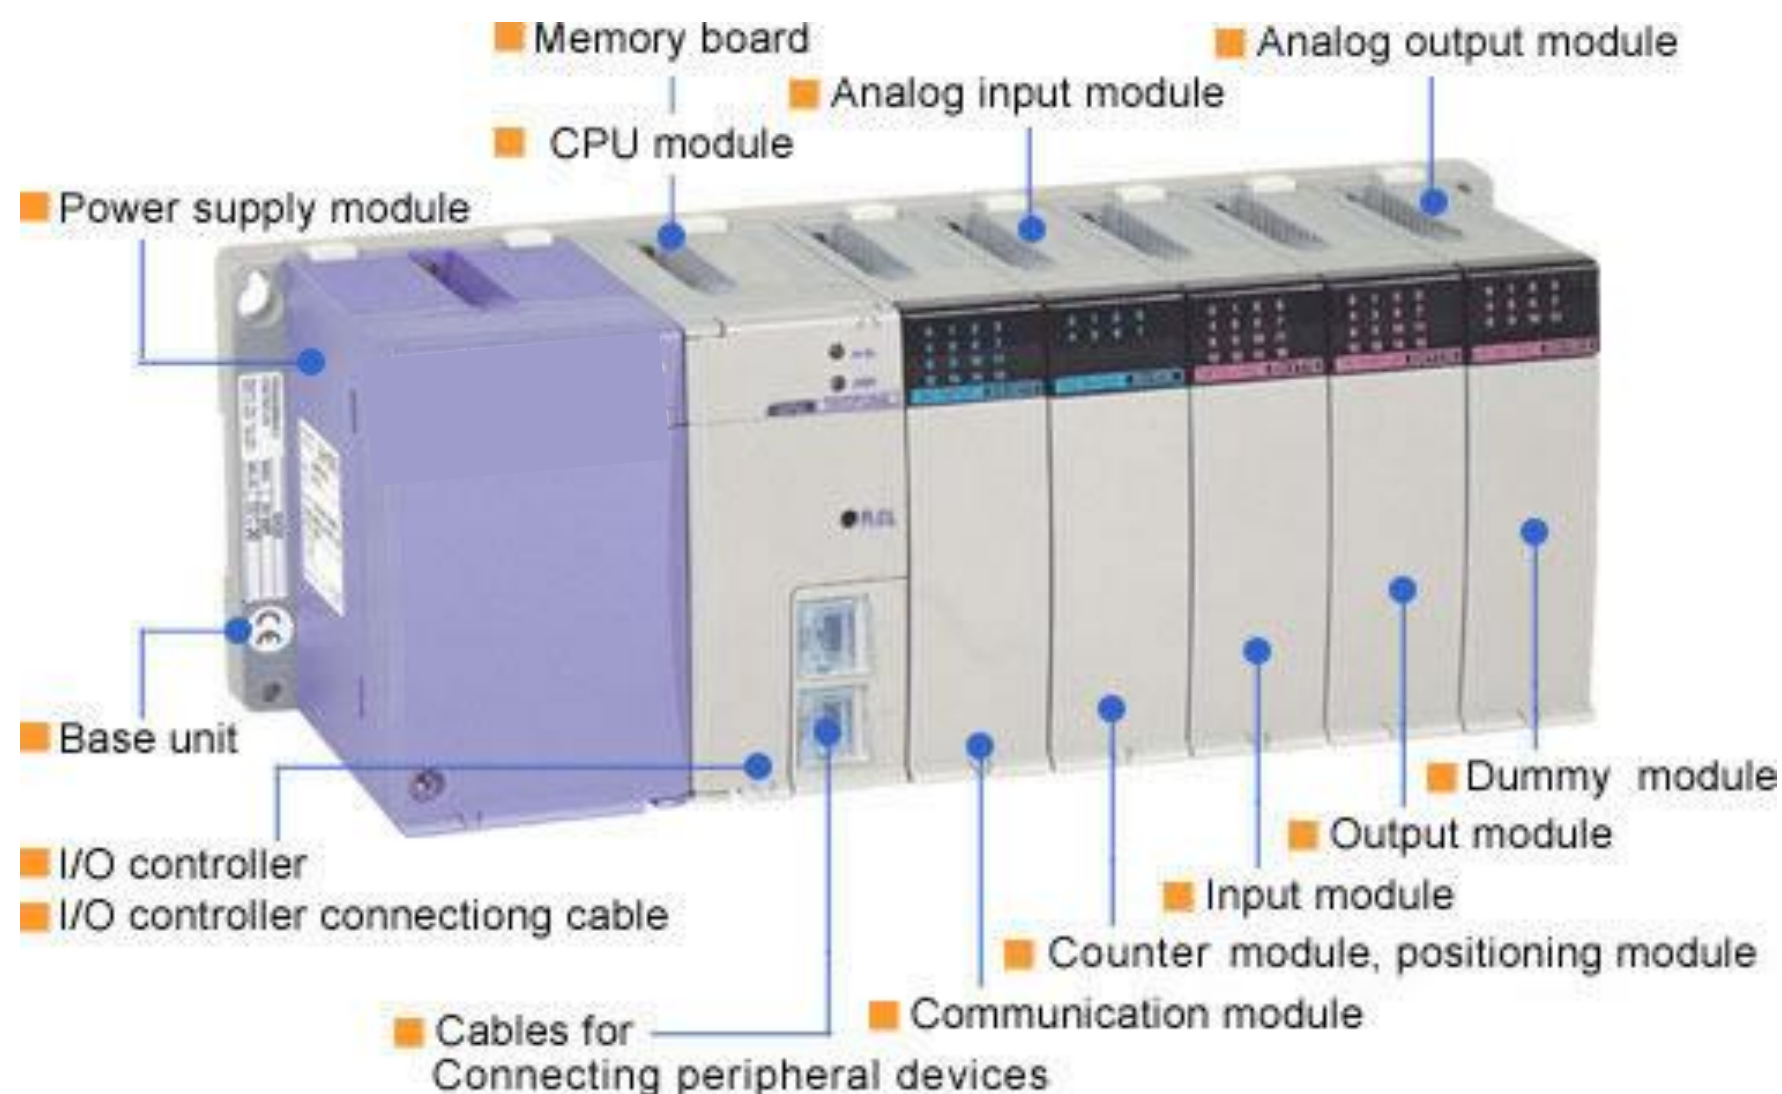 Memory board
Analog output module
Analog input module
CPU module
Power supply module
CE
Base unit
Dummy module
Output module
I/O controller
Input module
I/O controller connectiong cable
Counter module, positioning module
Communication module
Cables for
Connecting peripheral devices